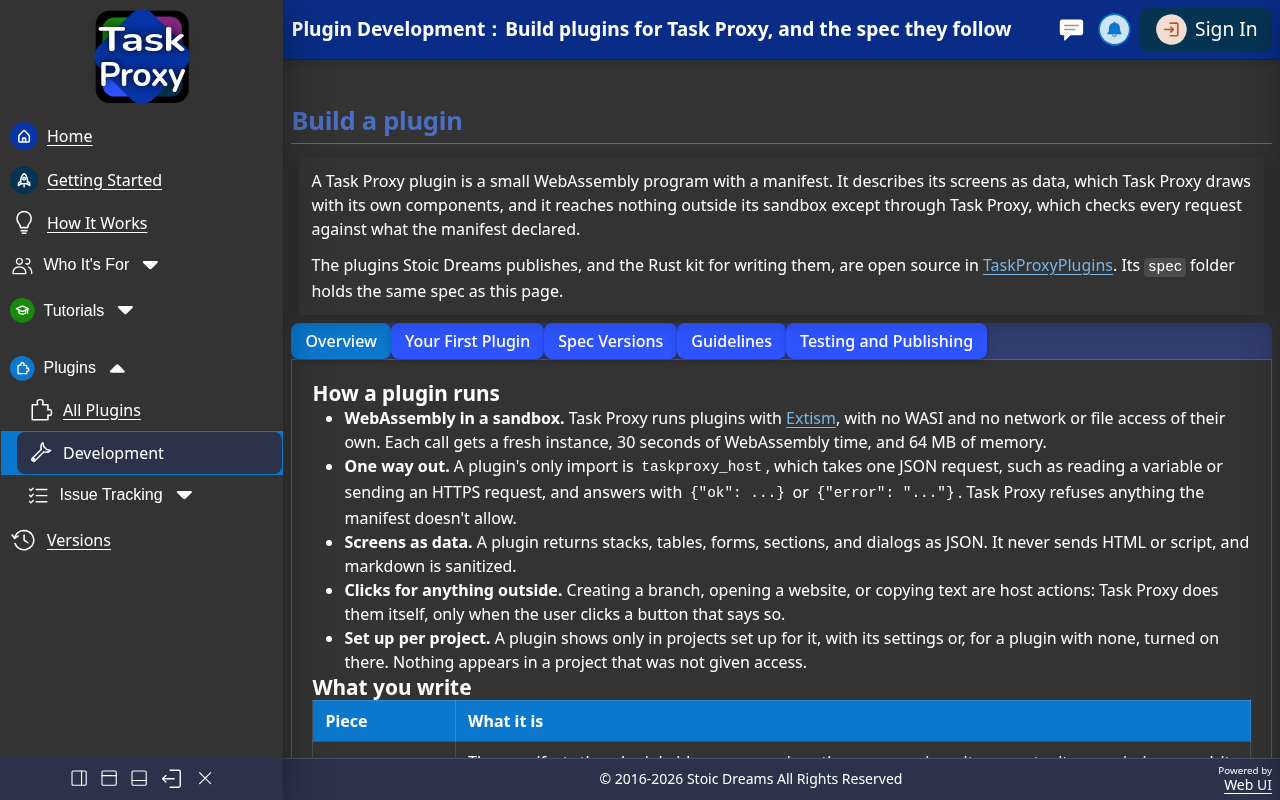 Task
Proxy
Home
Getting Started
How It Works
Who It's For
Tutorials
Plugins
All Plugins
Development
Issue Tracking
Versions
Plugin Development : Build plugins for Task Proxy, and the spec they follow
Sign In
Build a plugin
A Task Proxy plugin is a small WebAssembly program with a manifest. It describes its screens as data, which Task Proxy draws
with its own components, and it reaches nothing outside its sandbox except through Task Proxy, which checks every request
against what the manifest declared.
The plugins Stoic Dreams publishes, and the Rust kit for writing them, are open source in TaskProxyPlugins. Its spec folder
holds the same spec as this page.
Overview
Your First Plugin
Spec Versions
Guidelines
Testing and Publishing
How a plugin runs
• WebAssembly in a sandbox. Task Proxy runs plugins with Extism, with no WASI and no network or file access of their
own. Each call gets a fresh instance, 30 seconds of WebAssembly time, and 64 MB of memory.
• One way out. A plugin's only import is taskproxy_host, which takes one JSON request, such as reading a variable or
sending an HTTPS request, and answers with {"ok": ...} or {"error": "..."}. Task Proxy refuses anything the
manifest doesn't allow.
• Screens as data. A plugin returns stacks, tables, forms, sections, and dialogs as JSON. It never sends HTML or script, and
markdown is sanitized.
• Clicks for anything outside. Creating a branch, opening a website, or copying text are host actions: Task Proxy does
them itself, only when the user clicks a button that says so.
• Set up per project. A plugin shows only in projects set up for it, with its settings or, for a plugin with none, turned on
there. Nothing appears in a project that was not given access.
What you write
Piece
What it is
© 2016-2026 Stoic Dreams All Rights Reserved
Powered by
Web UI